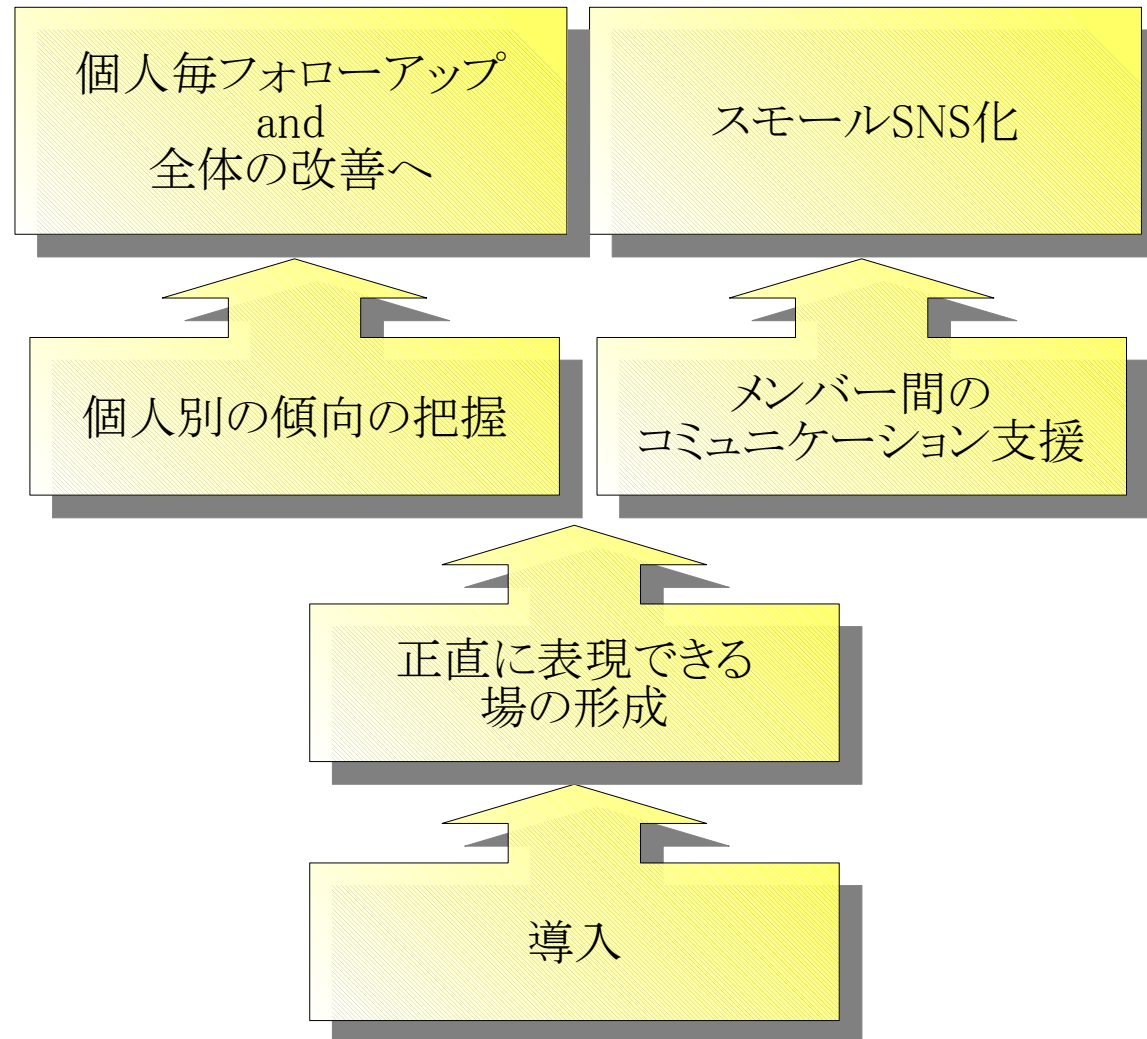 個人毎フォローアップ
and
全体の改善へ
スモールSNS化
個人別の傾向の把握
メンバー間の
コミュニケーション支援
正直に表現できる
場の形成
導入